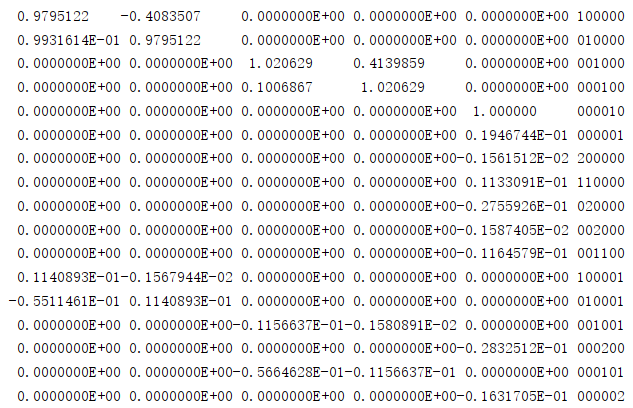 0.9795122 -0.4083507 0.0000000E+00 0.0000000E+00 0.0000000E+00 100000
0.9931614E-01 0.9795122 0.0000000E+00 0.0000000E+00 0.0000000E+00 010000
0.0000000E+00 0.0000000E+00 1.020629 0.4139859 0.0000000E+00 001000
0.0000000E+00 0.0000000E+00 0.1006867 1.020629 0.0000000E+00 000100
0.0000000E+00 0.0000000E+00 0.0000000E+00 0.0000000E+00 1.000000 000010
0.0000000E+00 0.0000000E+00 0.0000000E+00 0.0000000E+00 0.1946744E-01 000001
0.0000000E+00 0.0000000E+00 0.0000000E+00 0.0000000E+00-0.1561512E-02 200000
0.0000000E+00 0.0000000E+00 0.0000000E+00 0.0000000E+00 0.1133091E-01 110000
0.0000000E+00 0.0000000E+00 0.0000000E+00 0.0000000E+00-0.2755926E-01 020000
0.0000000E+00 0.0000000E+00 0.0000000E+00 0.0000000E+00-0.1587405E-02 002000
0.0000000E+00 0.0000000E+00 0.0000000E+00 0.0000000E+00-0.1164579E-01 001100
0.1140893E-01-0.1567944E-02 0.0000000E+00 0.0000000E+00 0.0000000E+00 100001
-0.5511461E-01 0.1140893E-01 0.0000000E+00 0.0000000E+00 0.0000000E+00 010001
0.0000000E+00 0.0000000E+00-0.1156637E-01-0.1580891E-02 0.0000000E+00 001001
0.0000000E+00 0.0000000E+00 0.0000000E+00 0.0000000E+00-0.2832512E-01 000200
0.0000000E+00 0.0000000E+00-0.5664628E-01-0.1156637E-01 0.0000000E+00 000101
0.0000000E+00 0.0000000E+00 0.0000000E+00 0.0000000E+00-0.1631705E-01 000002